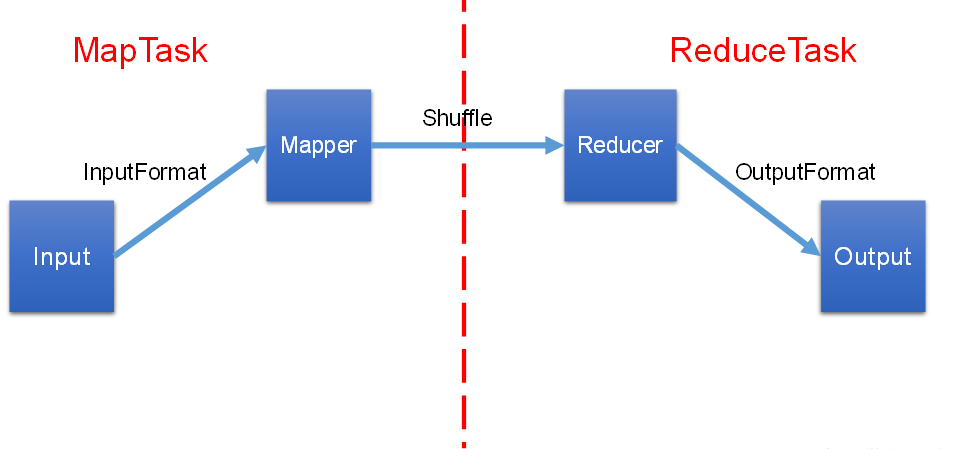 MapTask
ReduceTask
Shuffle
Mapper
Reducer
InputFormat
OutputFormat
Input
Output